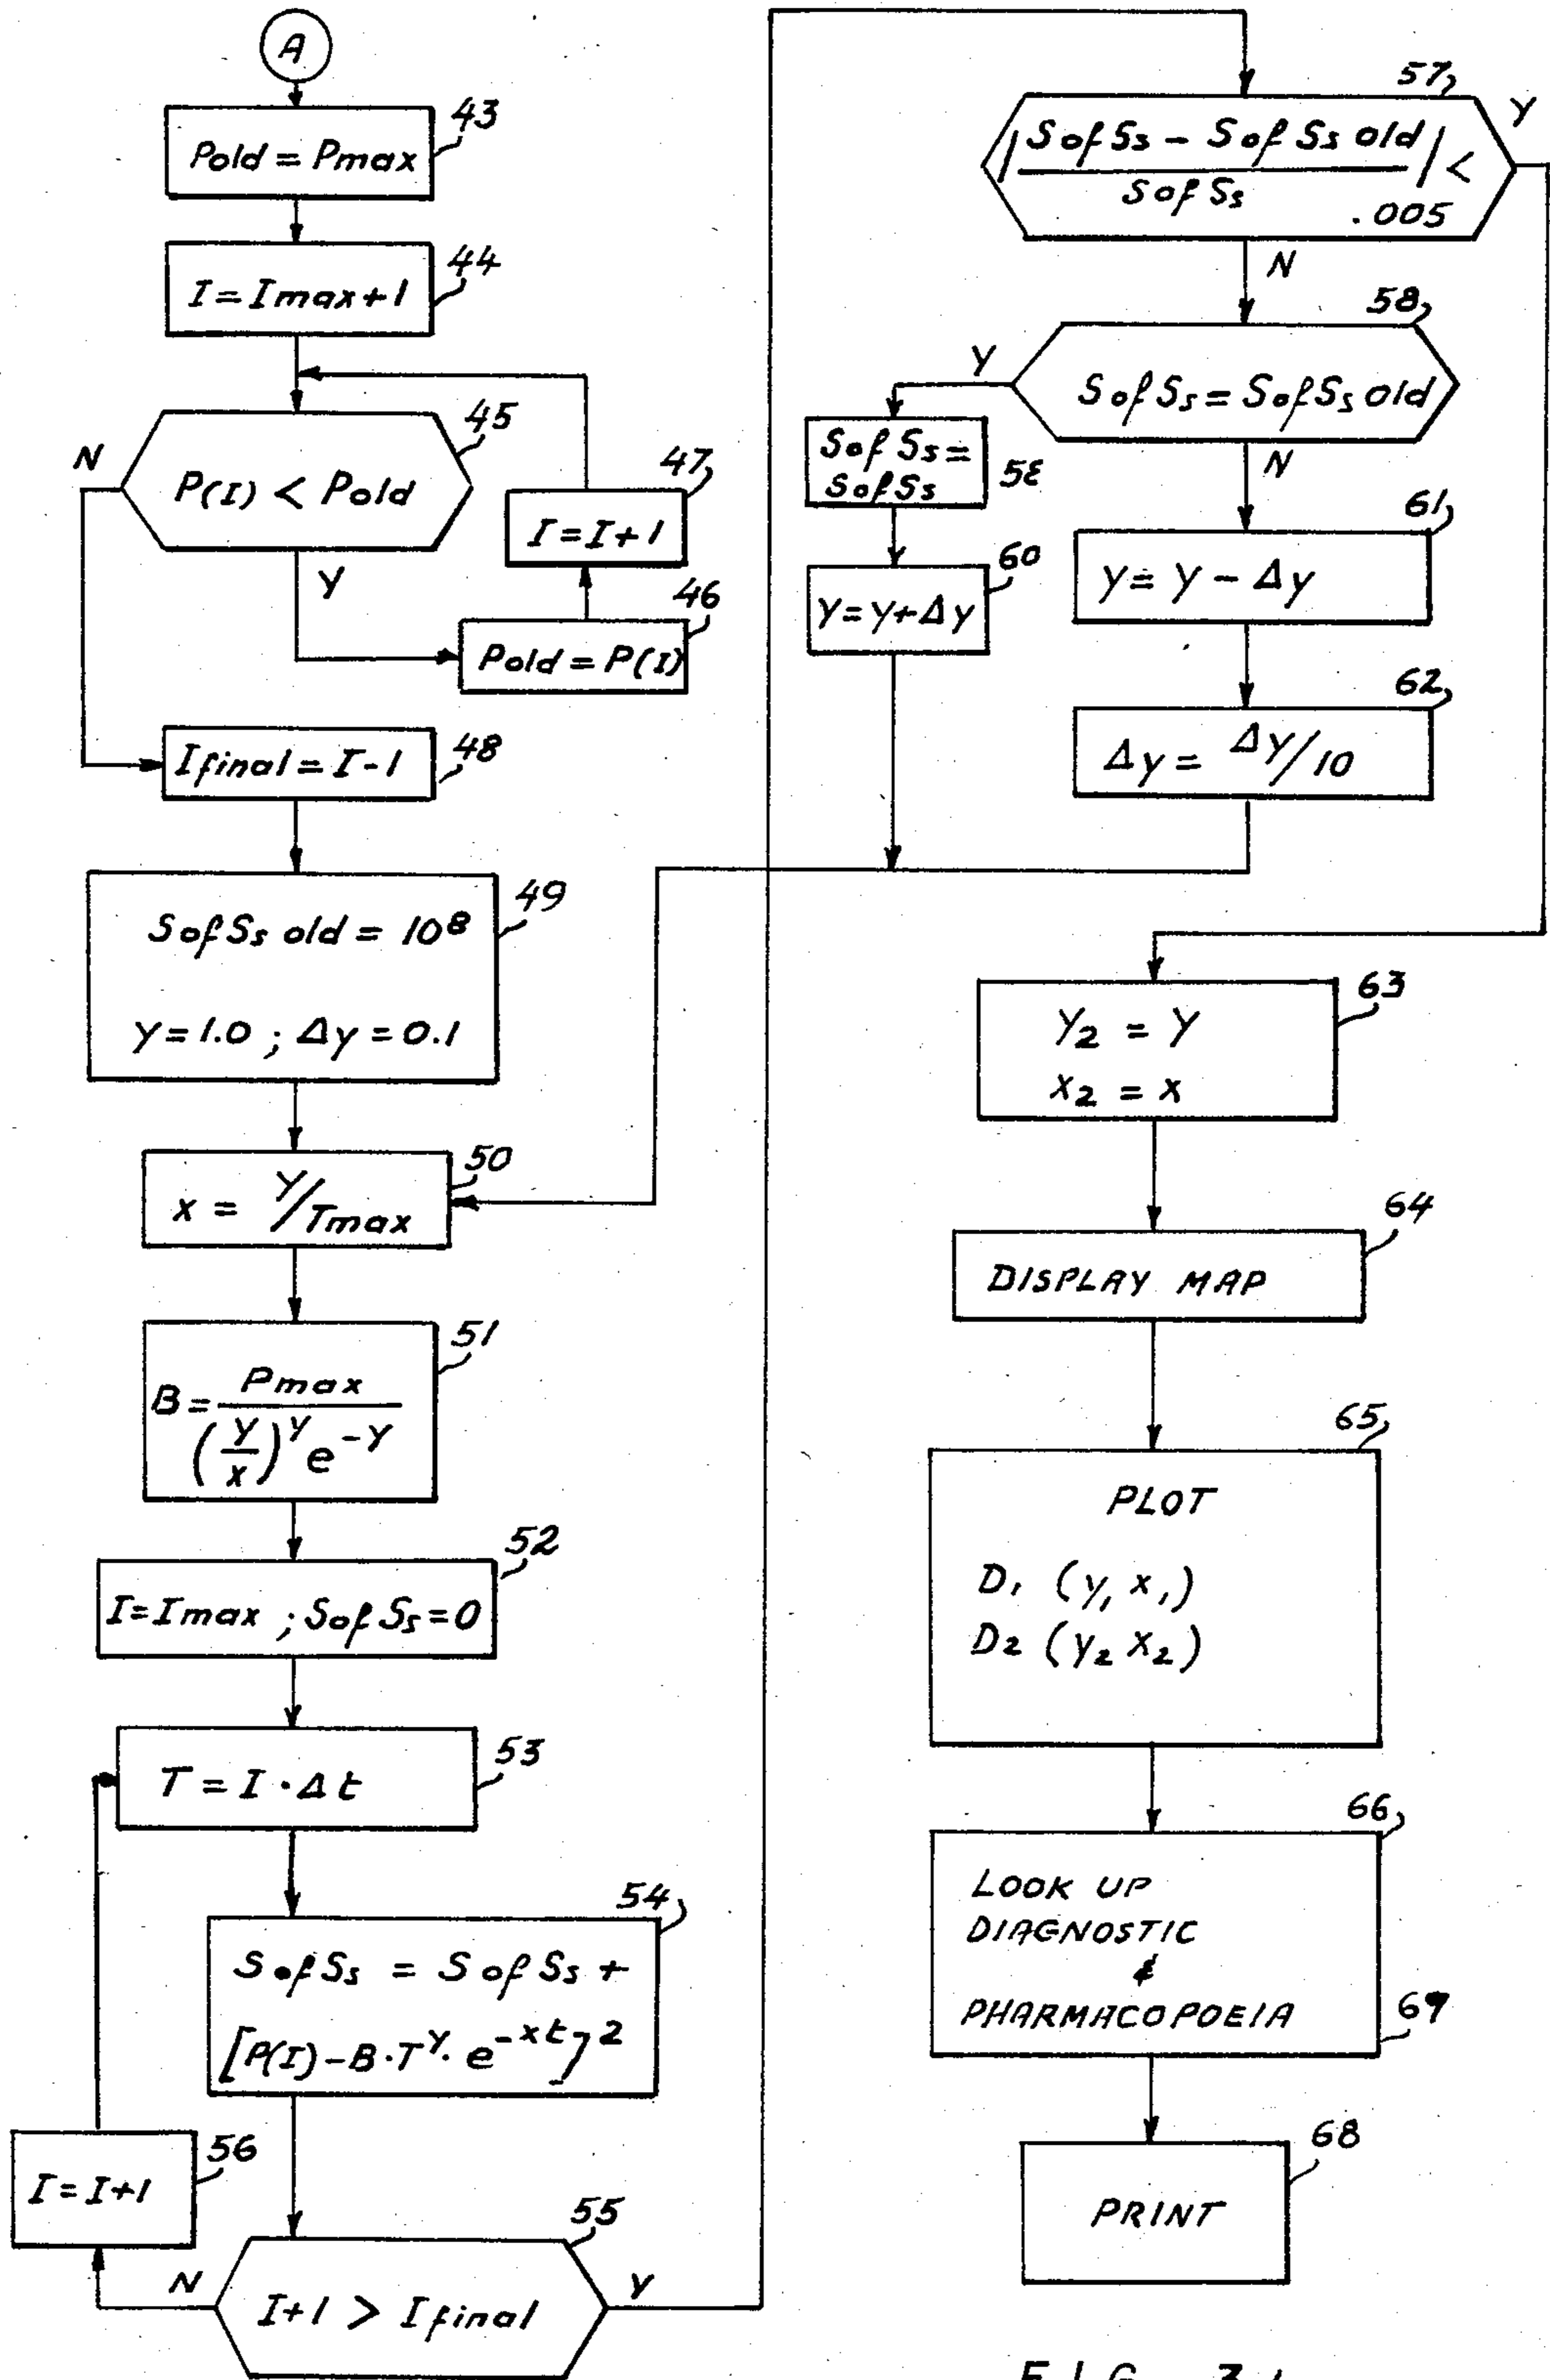 A
43
Pold = Pmax
44
I = Imax+1
45
N
P(I) < Pold
Y
47
I = I+1
46
Pold = P(I)
48
Ifinal = I-1
49
SofSs old = 10⁸
y = 1.0 ; Δy = 0.1
50
x = Y/Tmax
51
B = Pmax
(Y/x)ʸ e⁻ʸ
52
I = Imax ; SofSs = 0
53
T = I · Δt
54
SofSs = SofSs +
[P(I) - B · Tʸ · e⁻ˣᵗ]²
56
I = I+1
55
N
I+1 > Ifinal
Y
57
Y
| SofSs - SofSs old | <
SofSs
.005
N
58
Y
SofSs = SofSs old
N
SofSs =
SofSs
60
y = y + Δy
61
y = y - Δy
62
Δy = ΔY/10
63
Y₂ = Y
x₂ = x
64
DISPLAY MAP
65
PLOT
D₁ (y₁ x₁)
D₂ (y₂ x₂)
66
LOOK UP
DIAGNOSTIC
&
PHARMACOPOEIA
68
PRINT